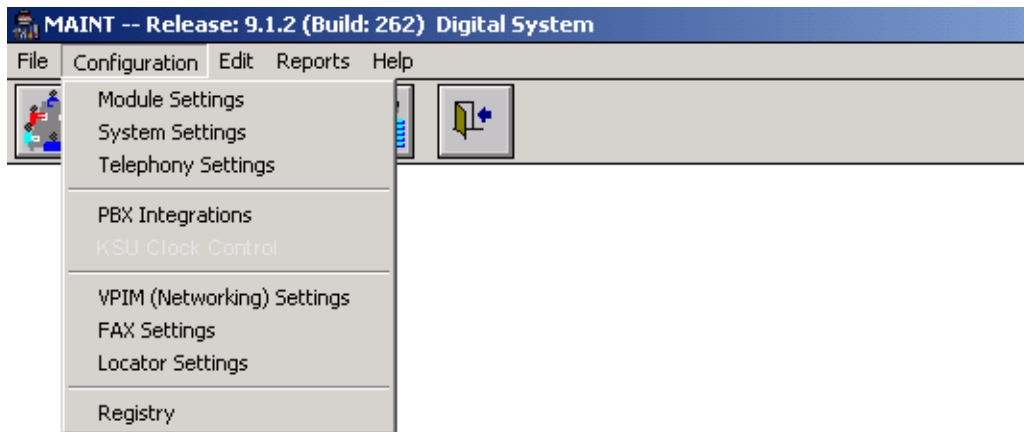 MAINT -- Release: 9.1.2 (Build: 262) Digital System
File Configuration Edit Reports Help
Module Settings
System Settings
Telephony Settings
PBX Integrations
KSU Clock Control
VPIM (Networking) Settings
FAX Settings
Locator Settings
Registry